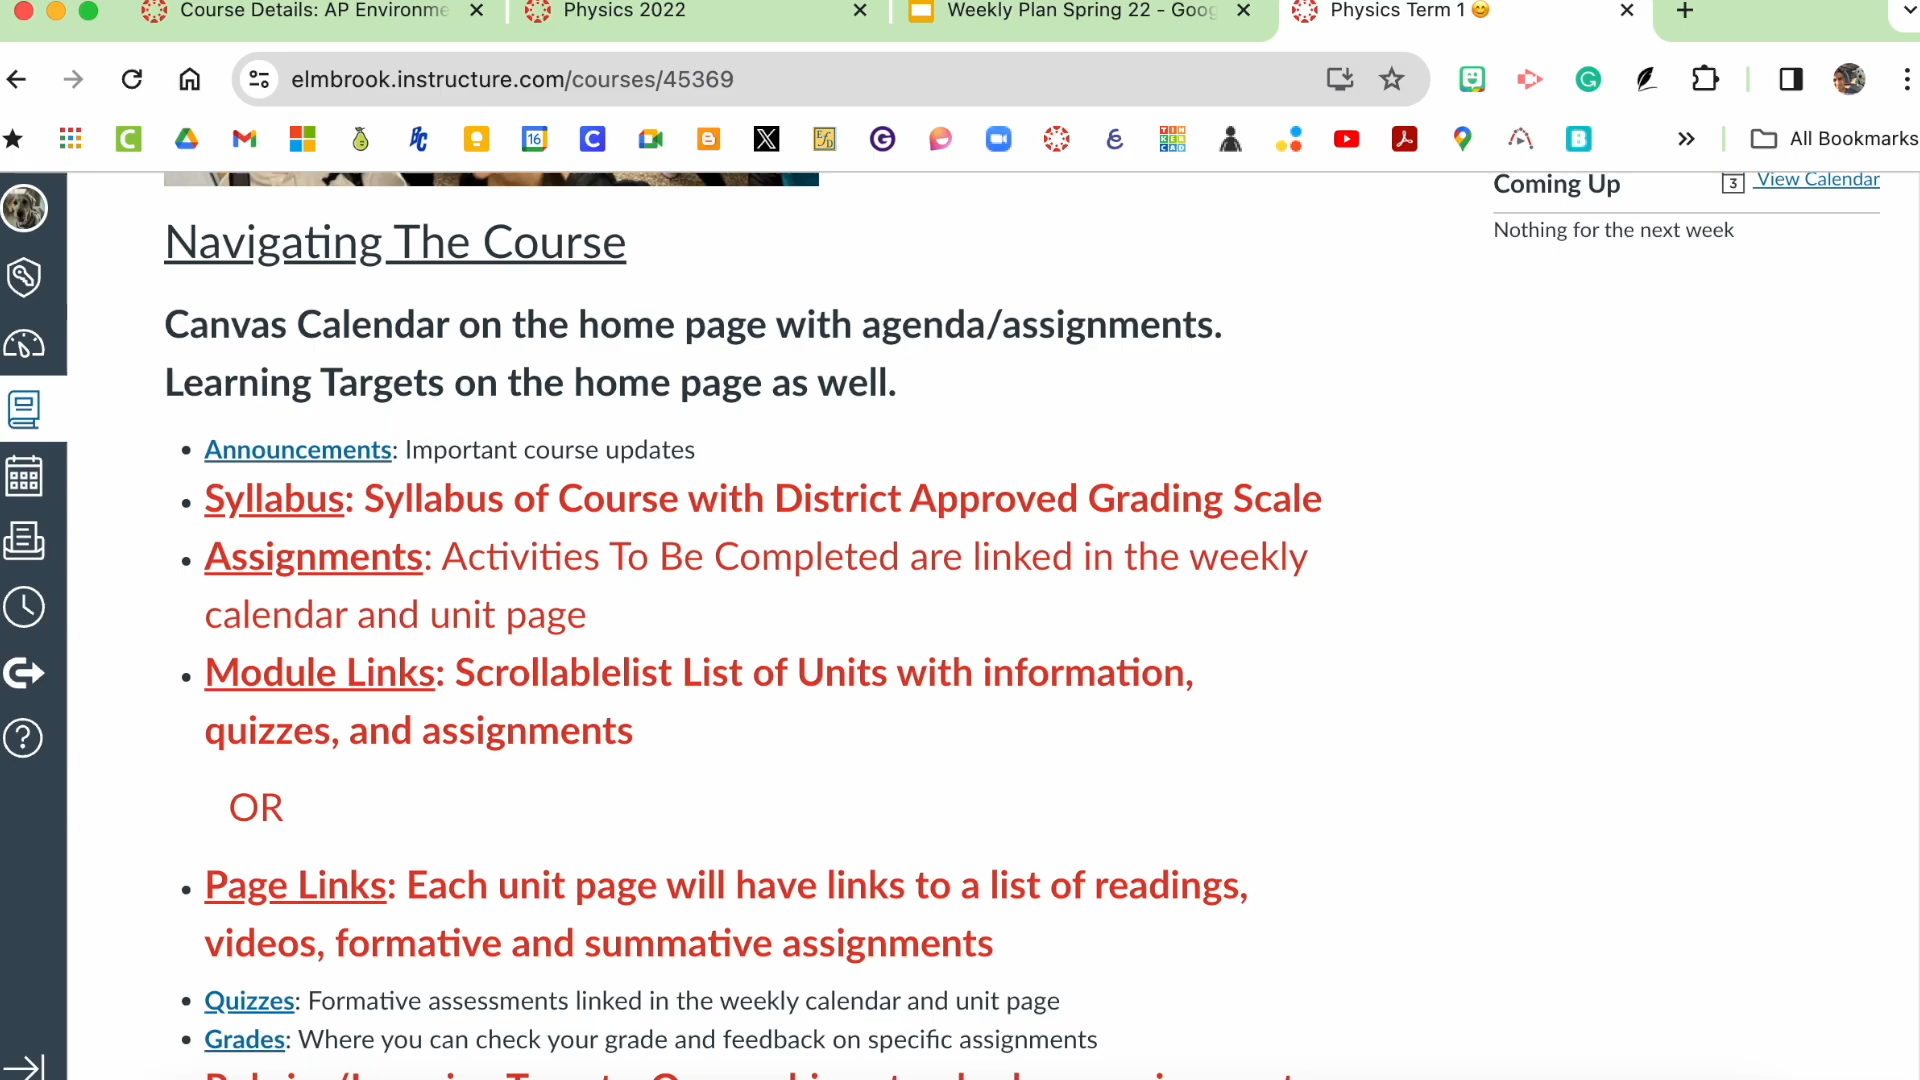 Course Details: AP Environme
Physics 2022
Weekly Plan Spring 22 - Goog
Physics Term 1 😊
elmbrook.instructure.com/courses/45369
16
All Bookmarks
Coming Up
3
View Calendar
Nothing for the next week
Navigating The Course
Canvas Calendar on the home page with agenda/assignments.
Learning Targets on the home page as well.
Announcements: Important course updates
Syllabus: Syllabus of Course with District Approved Grading Scale
Assignments: Activities To Be Completed are linked in the weekly
calendar and unit page
Module Links: Scrollablelist List of Units with information,
quizzes, and assignments
OR
Page Links: Each unit page will have links to a list of readings,
videos, formative and summative assignments
Quizzes: Formative assessments linked in the weekly calendar and unit page
Grades: Where you can check your grade and feedback on specific assignments